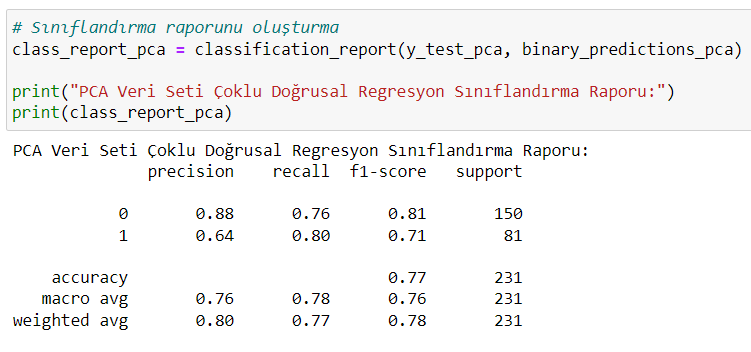 # Sınıflandırma raporunu oluşturma
class_report_pca = classification_report(y_test_pca, binary_predictions_pca)
print("PCA Veri Seti Çoklu Doğrusal Regresyon Sınıflandırma Raporu:")
print(class_report_pca)
PCA Veri Seti Çoklu Doğrusal Regresyon Sınıflandırma Raporu:
precision recall f1-score support
0 0.88 0.76 0.81 150
1 0.64 0.80 0.71 81
accuracy 0.77 231
macro avg 0.76 0.78 0.76 231
weighted avg 0.80 0.77 0.78 231